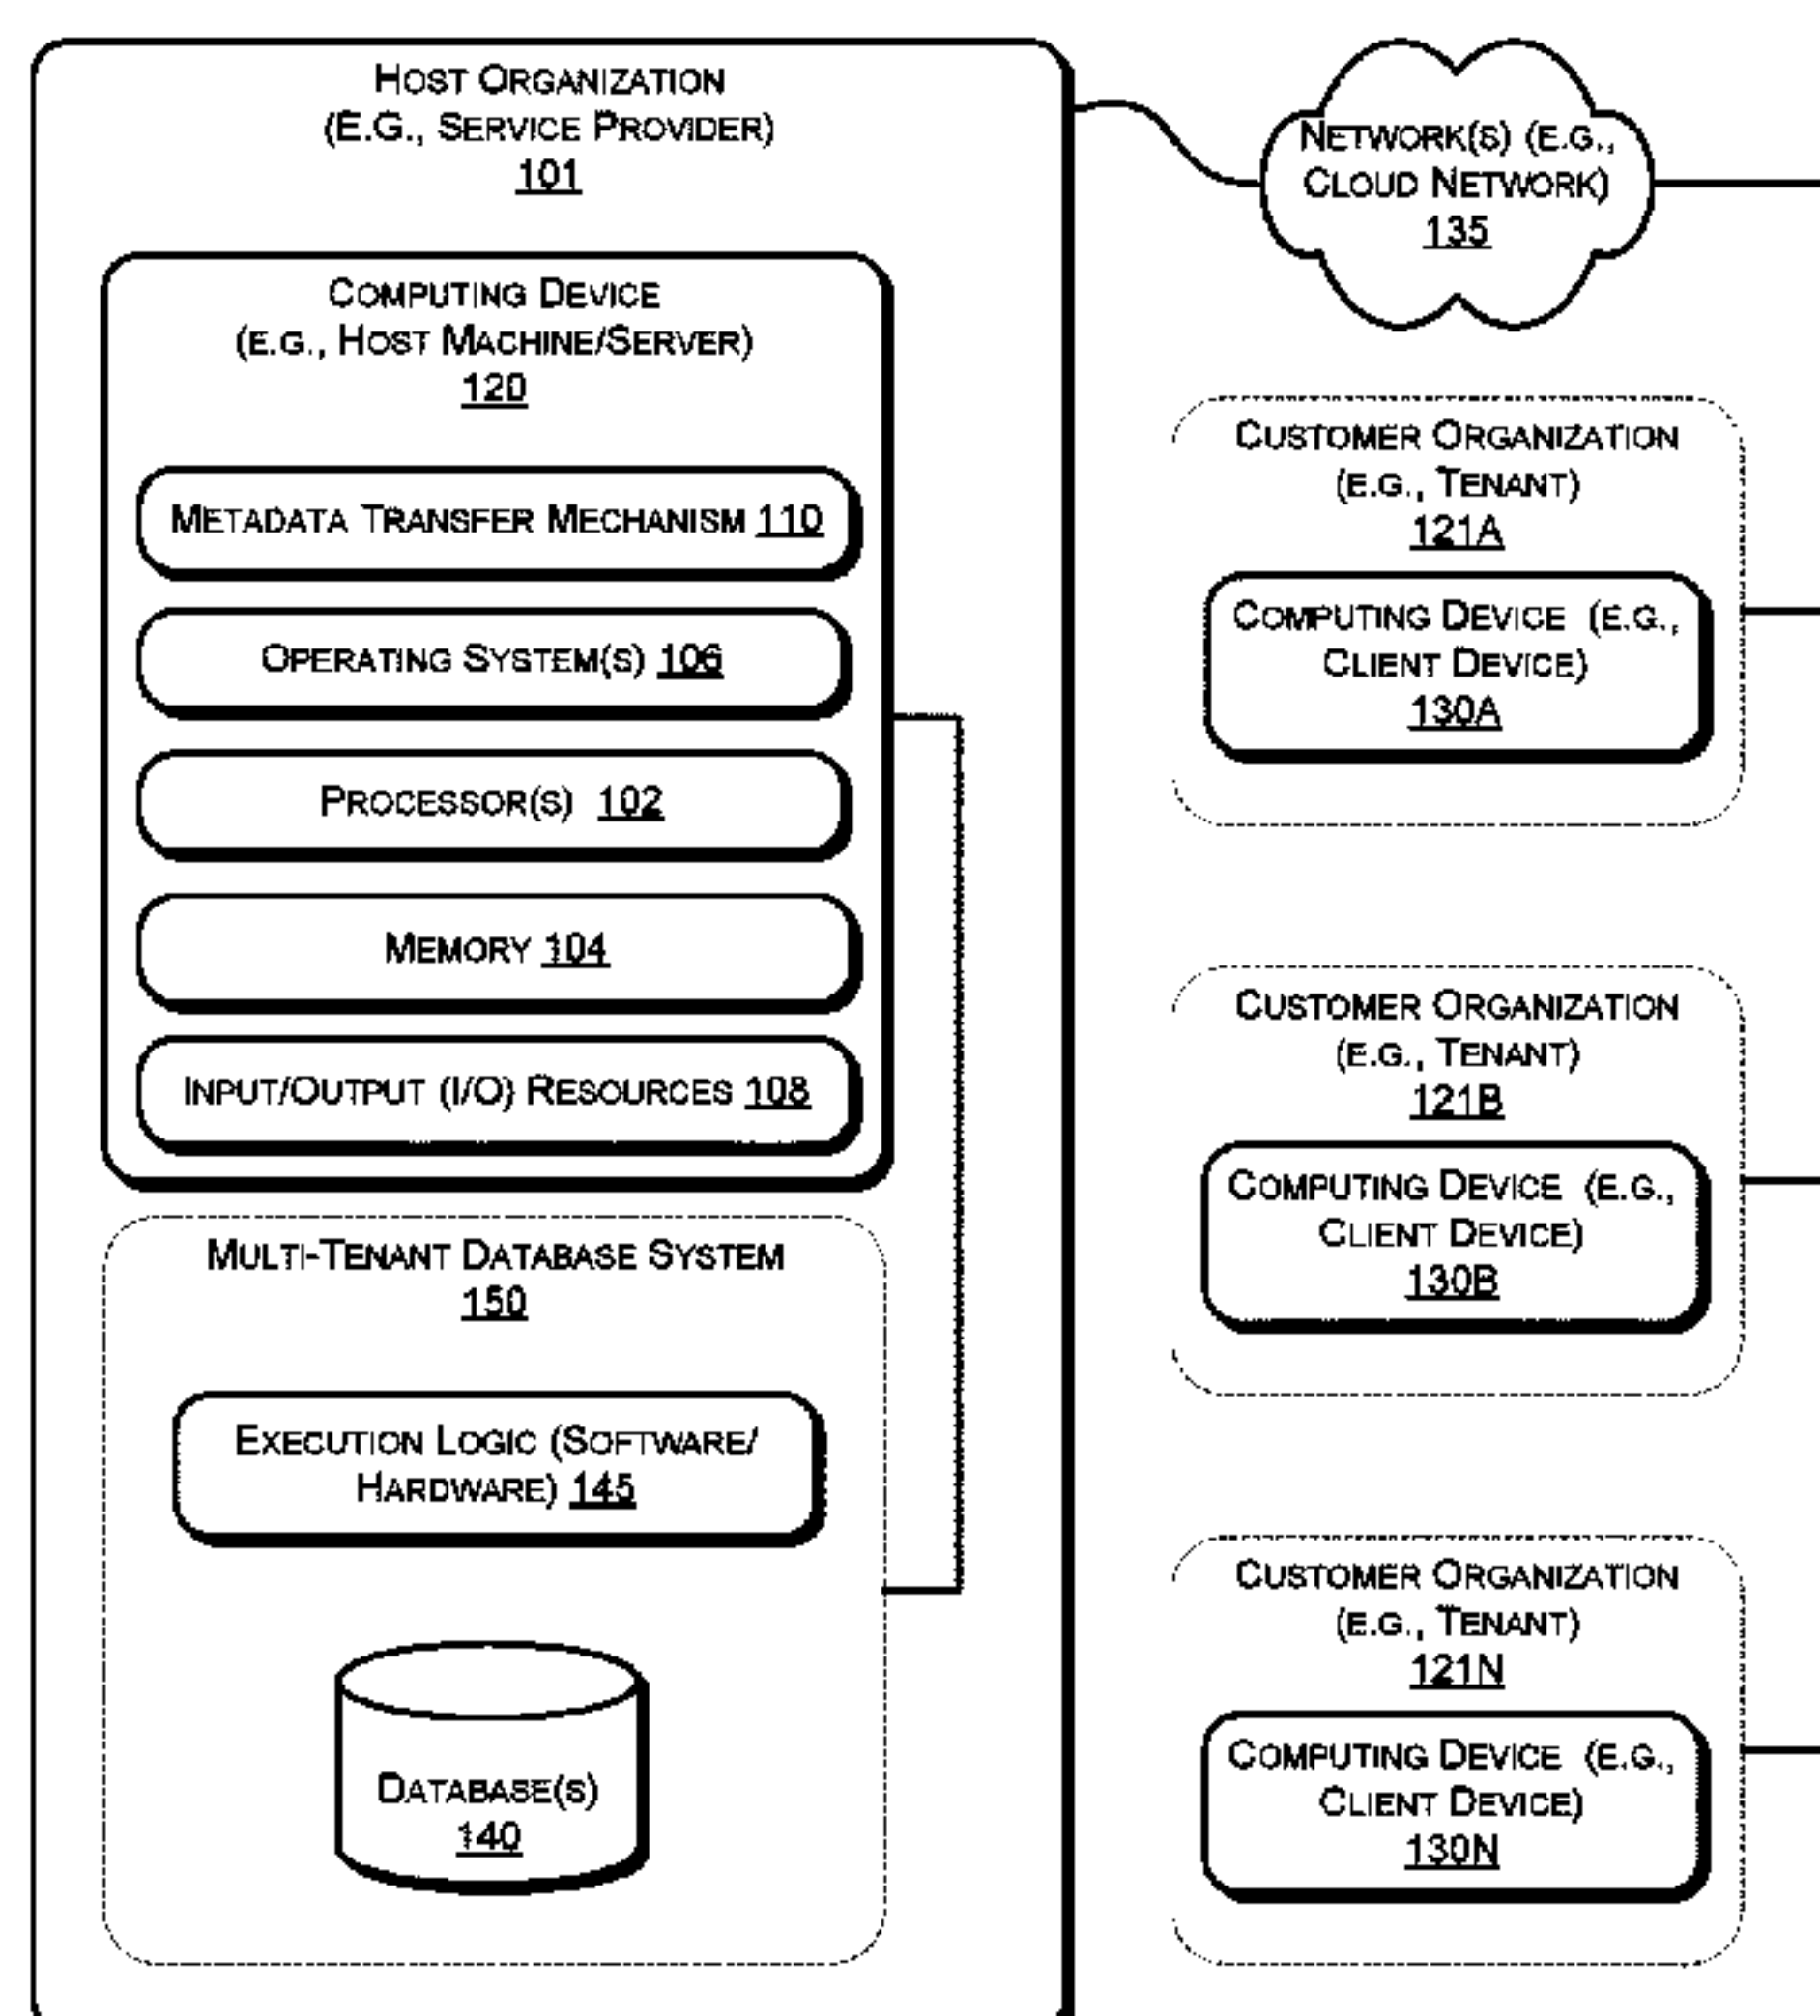 HOST ORGANIZATION
(E.G., SERVICE PROVIDER)
101
COMPUTING DEVICE
(E.G., HOST MACHINE/SERVER)
120
METADATA TRANSFER MECHANISM 110
OPERATING SYSTEM(S) 106
PROCESSOR(S) 102
MEMORY 104
INPUT/OUTPUT (I/O) RESOURCES 108
MULTI-TENANT DATABASE SYSTEM
150
EXECUTION LOGIC (SOFTWARE/
HARDWARE) 145
DATABASE(S)
140
NETWORK(S) (E.G.,
CLOUD NETWORK)
135
CUSTOMER ORGANIZATION
(E.G., TENANT)
121A
COMPUTING DEVICE (E.G.,
CLIENT DEVICE)
130A
CUSTOMER ORGANIZATION
(E.G., TENANT)
121B
COMPUTING DEVICE (E.G.,
CLIENT DEVICE)
130B
CUSTOMER ORGANIZATION
(E.G., TENANT)
121N
COMPUTING DEVICE (E.G.,
CLIENT DEVICE)
130N